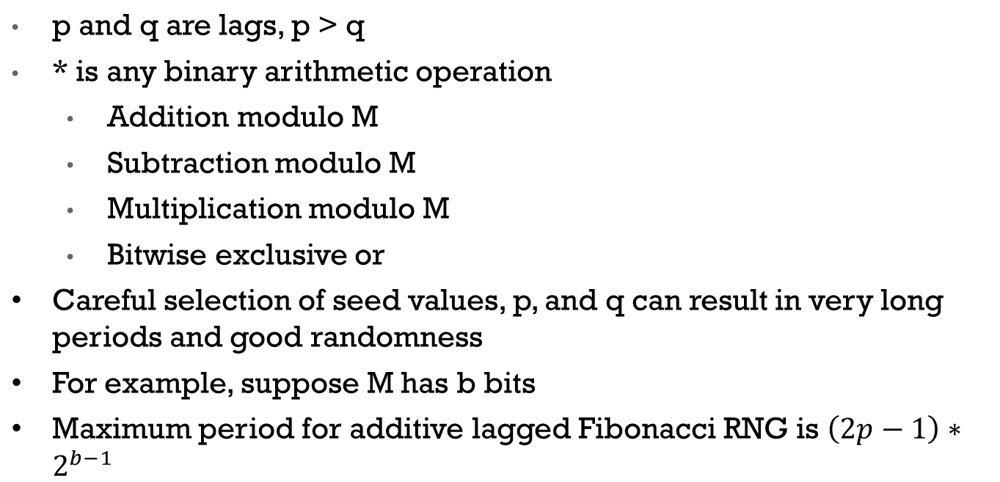 • p and q are lags, p > q
• * is any binary arithmetic operation
• Addition modulo M
• Subtraction modulo M
• Multiplication modulo M
• Bitwise exclusive or
• Careful selection of seed values, p, and q can result in very long
periods and good randomness
• For example, suppose M has b bits
• Maximum period for additive lagged Fibonacci RNG is (2p − 1) ∗
2^{b−1}